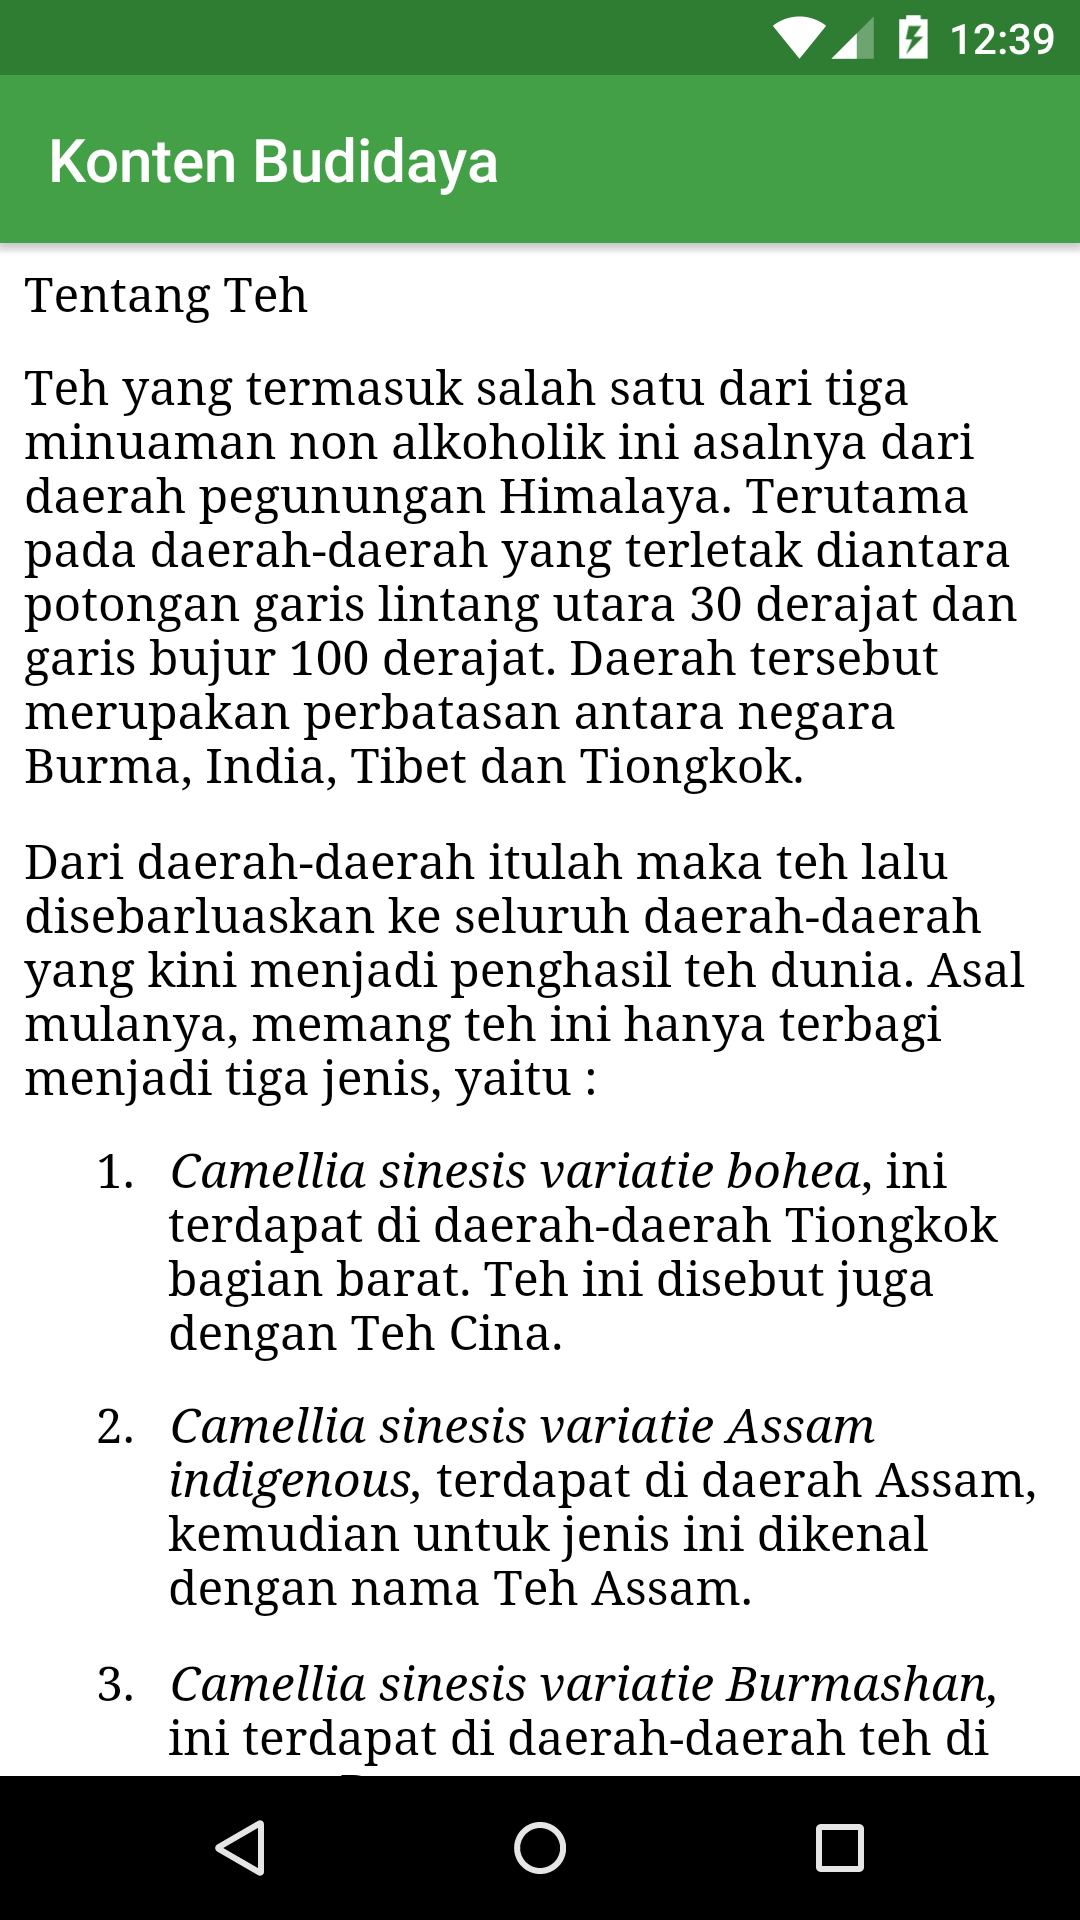 12:39
Konten Budidaya
Tentang Teh
Teh yang termasuk salah satu dari tiga
minuaman non alkoholik ini asalnya dari
daerah pegunungan Himalaya. Terutama
pada daerah-daerah yang terletak diantara
potongan garis lintang utara 30 derajat dan
garis bujur 100 derajat. Daerah tersebut
merupakan perbatasan antara negara
Burma, India, Tibet dan Tiongkok.
Dari daerah-daerah itulah maka teh lalu
disebarluaskan ke seluruh daerah-daerah
yang kini menjadi penghasil teh dunia. Asal
mulanya, memang teh ini hanya terbagi
menjadi tiga jenis, yaitu :
1. Camellia sinesis variatie bohea, ini
terdapat di daerah-daerah Tiongkok
bagian barat. Teh ini disebut juga
dengan Teh Cina.
2. Camellia sinesis variatie Assam
indigenous, terdapat di daerah Assam,
kemudian untuk jenis ini dikenal
dengan nama Teh Assam.
3. Camellia sinesis variatie Burmashan,
ini terdapat di daerah-daerah teh di